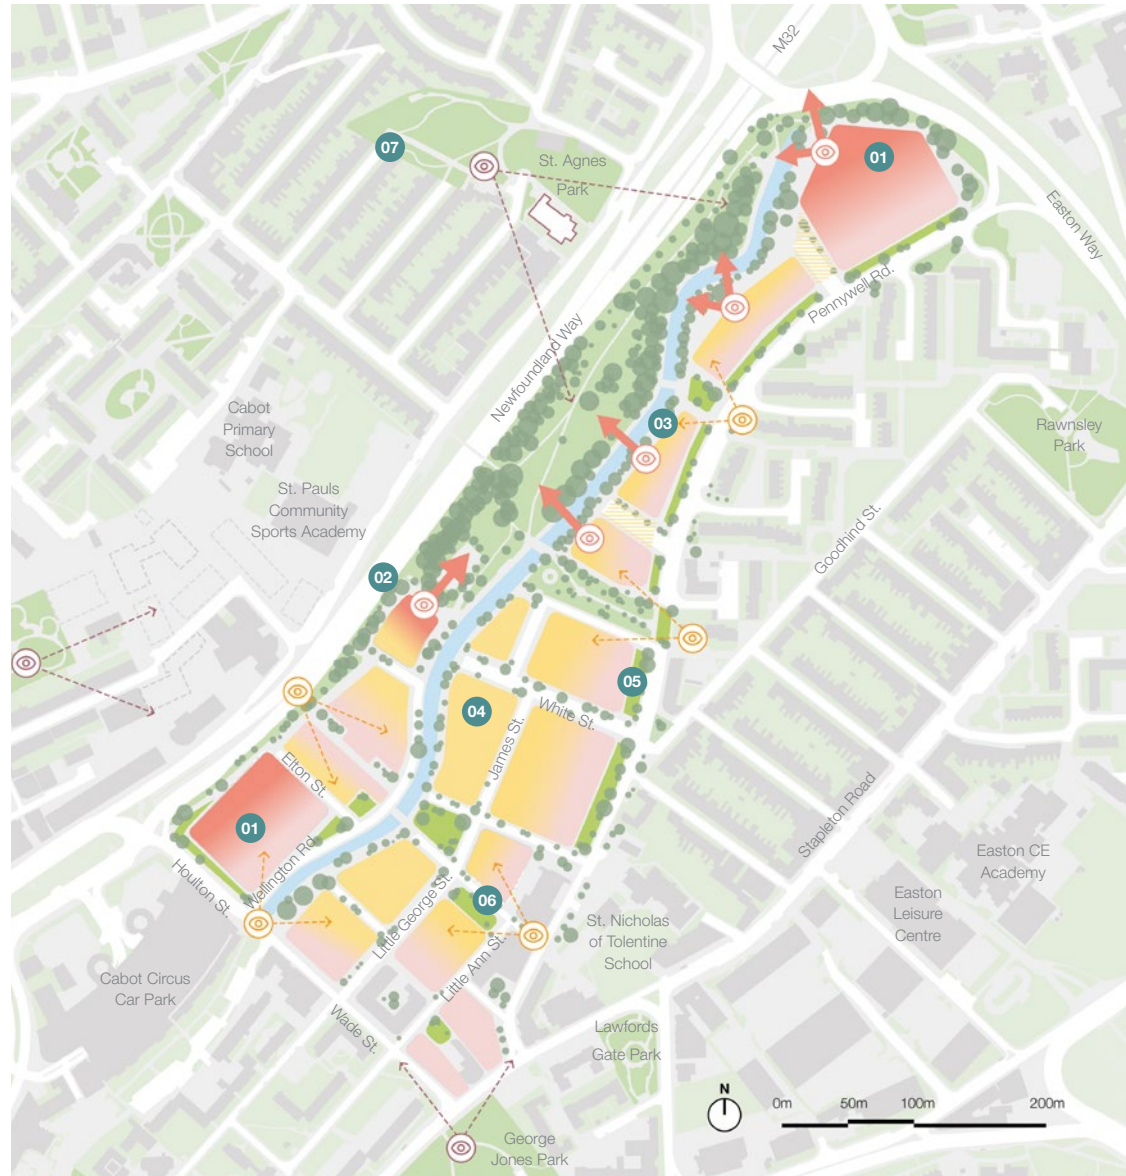 M32
07
St. Agnes
Park
01
Easton Way
Pennywell Rd.
Newfoundland Way
Cabot
Primary
School
03
Rawnsley
Park
St. Pauls
Community
Sports Academy
Goodhind St.
02
05
04
White St.
James St.
Elton St.
01
Wellington Rd.
Houlton St.
Stapleton Road
Easton CE
Academy
Easton
Leisure
Centre
06
Little George St.
St. Nicholas
of Tolentine
School
Little Ann St.
Cabot Circus
Car Park
Wade St.
Lawfords
Gate Park
N
0m
50m
100m
200m
George
Jones Park